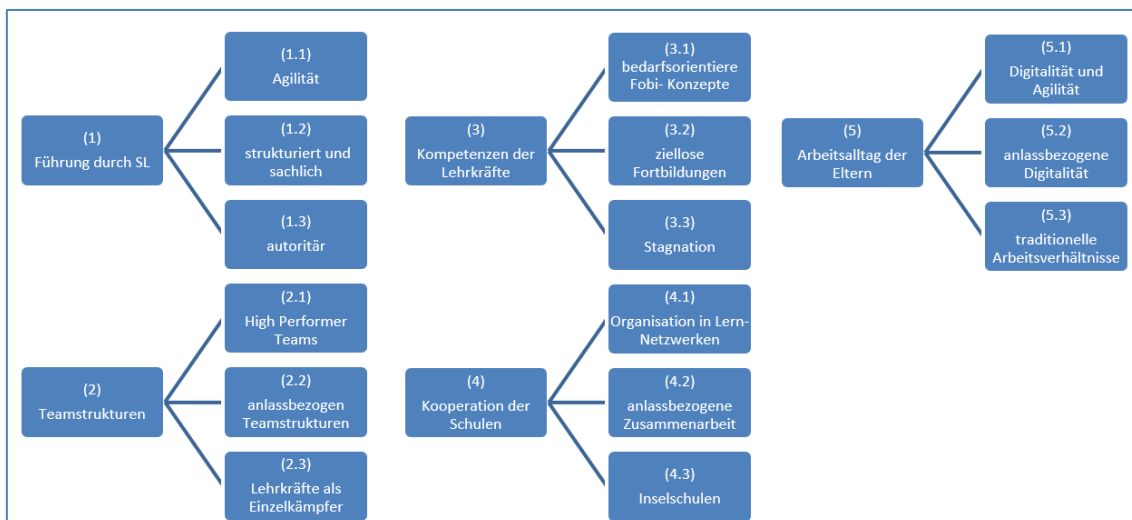 (1)
Führung durch SL
(1.1)
Agilität
(1.2)
strukturiert und
sachlich
(1.3)
autoritär
(2)
Teamstrukturen
(2.1)
High Performer
Teams
(2.2)
anlassbezogen
Teamstrukturen
(2.3)
Lehrkräfte als
Einzelkämpfer
(3)
Kompetenzen der
Lehrkräfte
(3.1)
bedarfsorientiere
Fobi- Konzepte
(3.2)
ziellose
Fortbildungen
(3.3)
Stagnation
(4)
Kooperation der
Schulen
(4.1)
Organisation in Lern-
Netzwerken
(4.2)
anlassbezogene
Zusammenarbeit
(4.3)
Inselschulen
(5)
Arbeitsalltag der
Eltern
(5.1)
Digitalität und
Agilität
(5.2)
anlassbezogene
Digitalität
(5.3)
traditionelle
Arbeitsverhältnisse